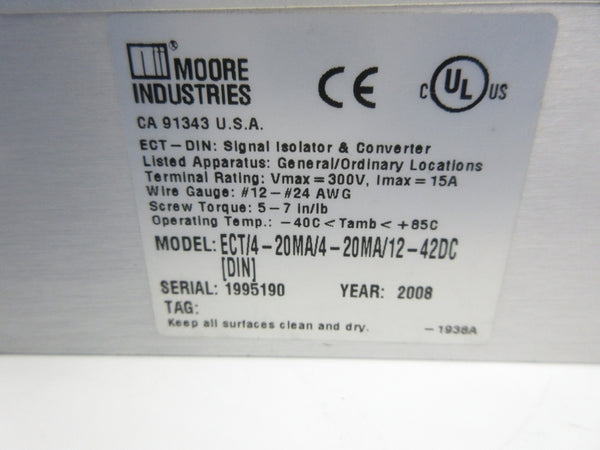 MOORE
INDUSTRIES
®
CE
C UL US
CA 91343 U.S.A.
ECT-DIN: Signal Isolator & Converter
Listed Apparatus: General/Ordinary Locations
Terminal Rating: Vmax=300V, Imax=15A
Wire Gauge: #12-#24 AWG
Screw Torque: 5-7 in/lb
Operating Temp.: -40C < Tamb < +85C
MODEL: ECT/4-20MA/4-20MA/12-42DC
[DIN]
SERIAL: 1995190 YEAR: 2008
TAG:
Keep all surfaces clean and dry. -1938A